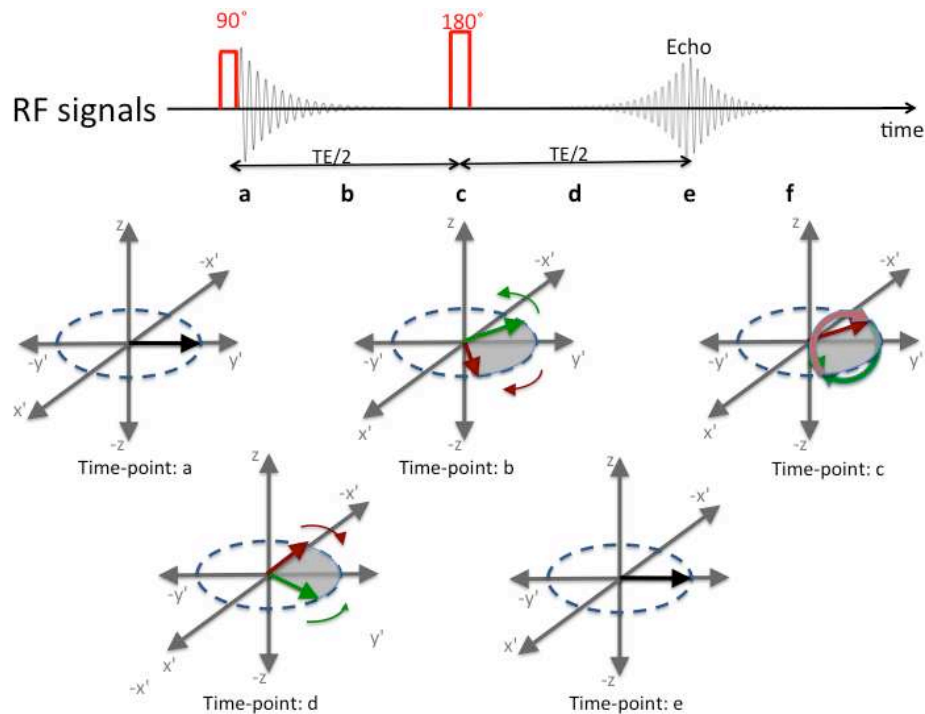 90° 180°
Echo
RF signals
time
TE/2 TE/2
a b c d e f
z z z
-x' -x' -x'
-y' y' -y' y' -y' y'
x' x' x'
-z -z -z
Time-point: a Time-point: b Time-point: c
z z
-x' -x'
-y' -y'
y' y'
x' x'
-x'
-z -z
Time-point: d Time-point: e